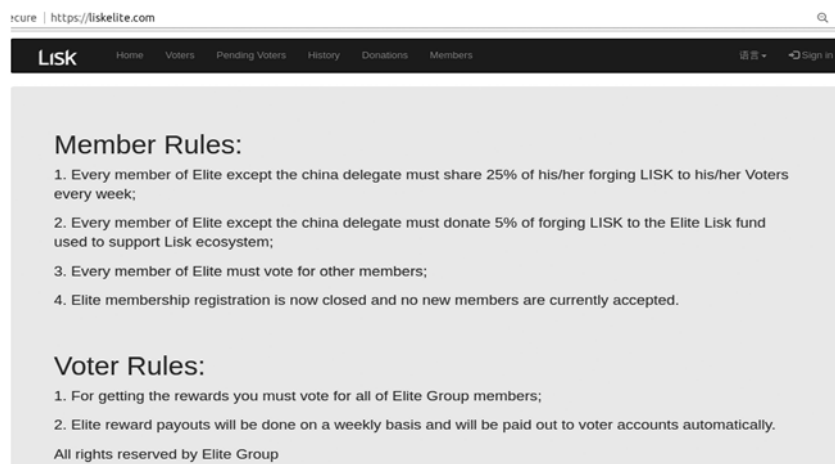 ecure | https://liskelite.com
Lısk Home Voters Pending Voters History Donations Members 语言 Sign in
Member Rules:
1. Every member of Elite except the china delegate must share 25% of his/her forging LISK to his/her Voters
every week;
2. Every member of Elite except the china delegate must donate 5% of forging LISK to the Elite Lisk fund
used to support Lisk ecosystem;
3. Every member of Elite must vote for other members;
4. Elite membership registration is now closed and no new members are currently accepted.
Voter Rules:
1. For getting the rewards you must vote for all of Elite Group members;
2. Elite reward payouts will be done on a weekly basis and will be paid out to voter accounts automatically.
All rights reserved by Elite Group